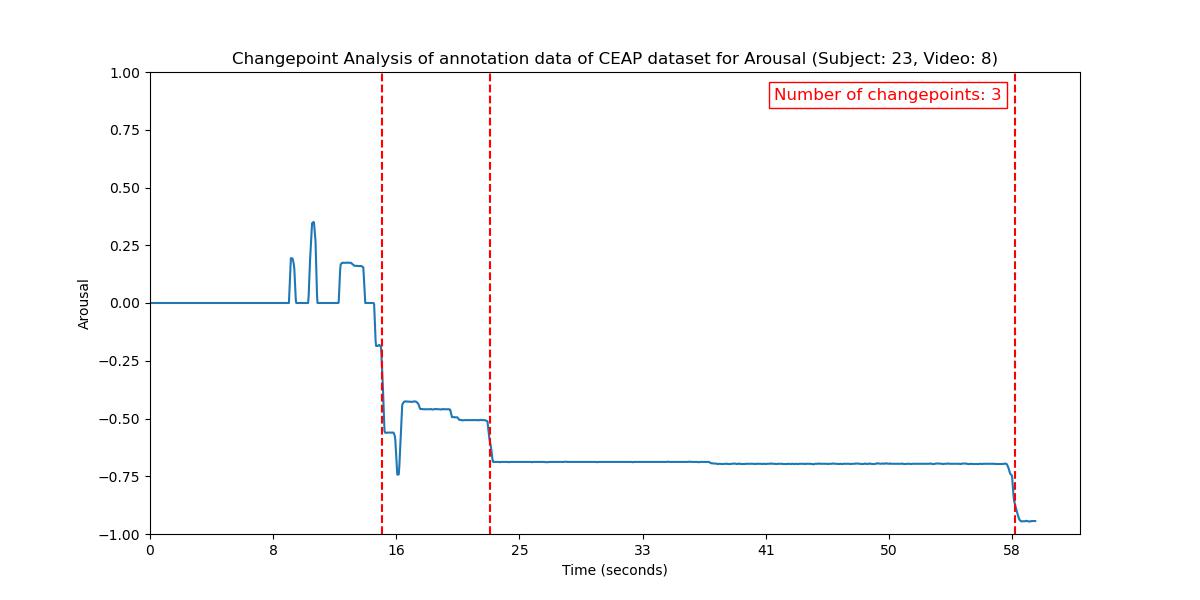 Changepoint Analysis of annotation data of CEAP dataset for Arousal (Subject: 23, Video: 8)
Number of changepoints: 3
Arousal
1.00
0.75
0.50
0.25
0.00
−0.25
−0.50
−0.75
−1.00
0 8 16 25 33 41 50 58
Time (seconds)